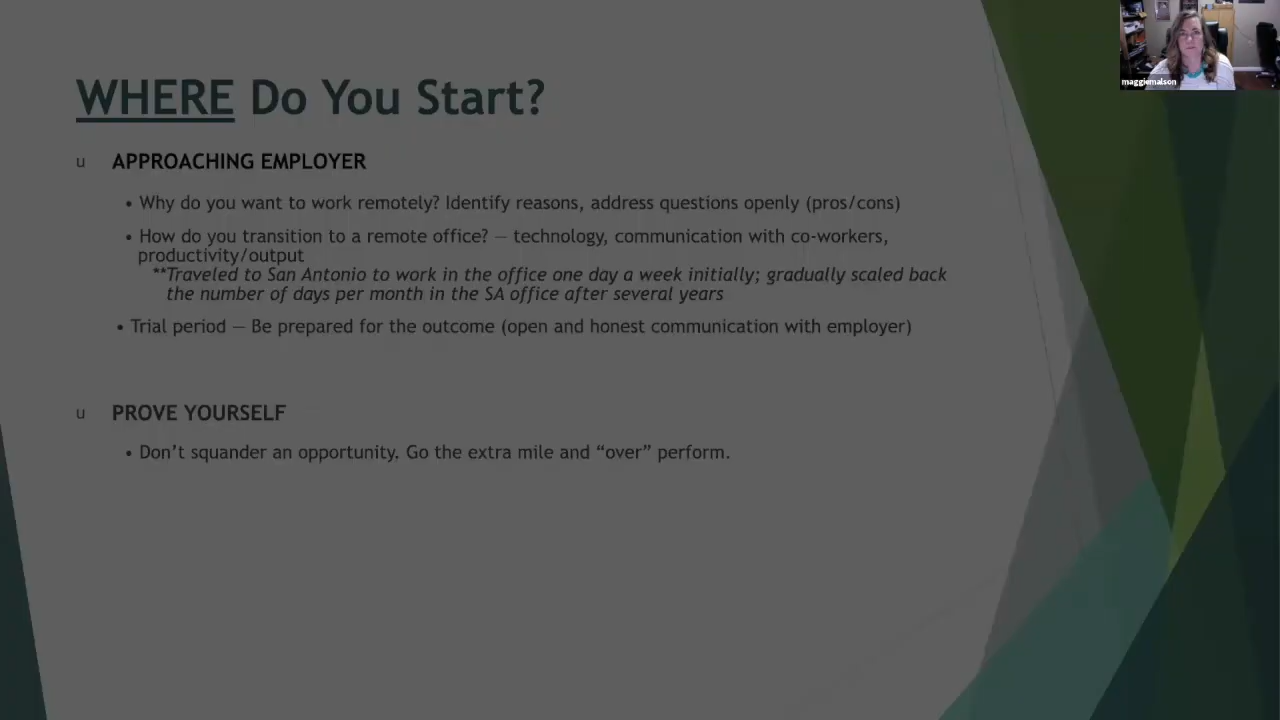 WHERE Do You Start?
u APPROACHING EMPLOYER
• Why do you want to work remotely? Identify reasons, address questions openly (pros/cons)
• How do you transition to a remote office? — technology, communication with co-workers,
productivity/output
**Traveled to San Antonio to work in the office one day a week initially; gradually scaled back
the number of days per month in the SA office after several years
• Trial period — Be prepared for the outcome (open and honest communication with employer)
u PROVE YOURSELF
• Don’t squander an opportunity. Go the extra mile and “over” perform.
maggiemalson